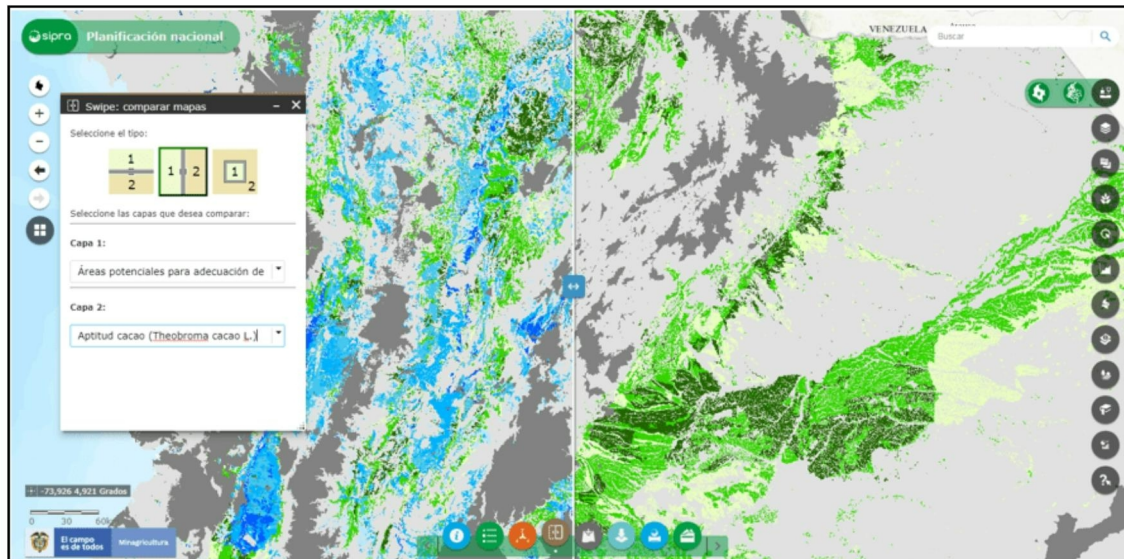 sipra
Planificación nacional
VENEZUELA
Buscar
Swipe: comparar mapas
Seleccione el tipo:
1
2
1 2
1
2
Seleccione las capas que desea comparar:
Capa 1:
Áreas potenciales para adecuación de
Capa 2:
Aptitud cacao (Theobroma cacao L.)
-73,926 4,921 Grados
0 30 60km
El campo
es de todos
Minagricultura